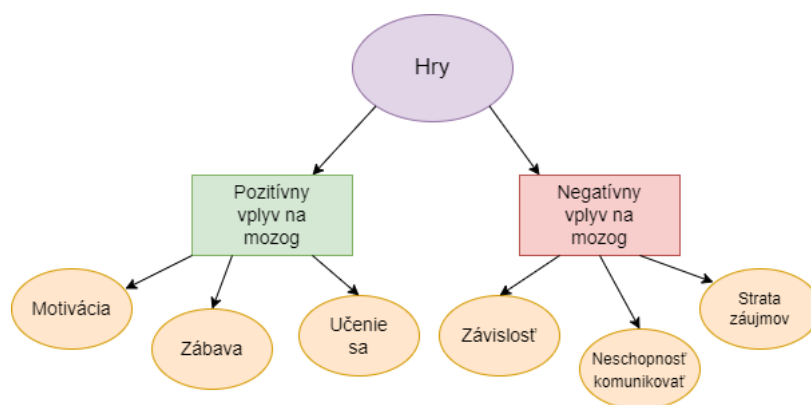 Hry
Pozitívny
vplyv na
mozog
Negatívny
vplyv na
mozog
Motivácia
Zábava
Učenie
sa
Závislosť
Neschopnosť
komunikovať
Strata
záujmov